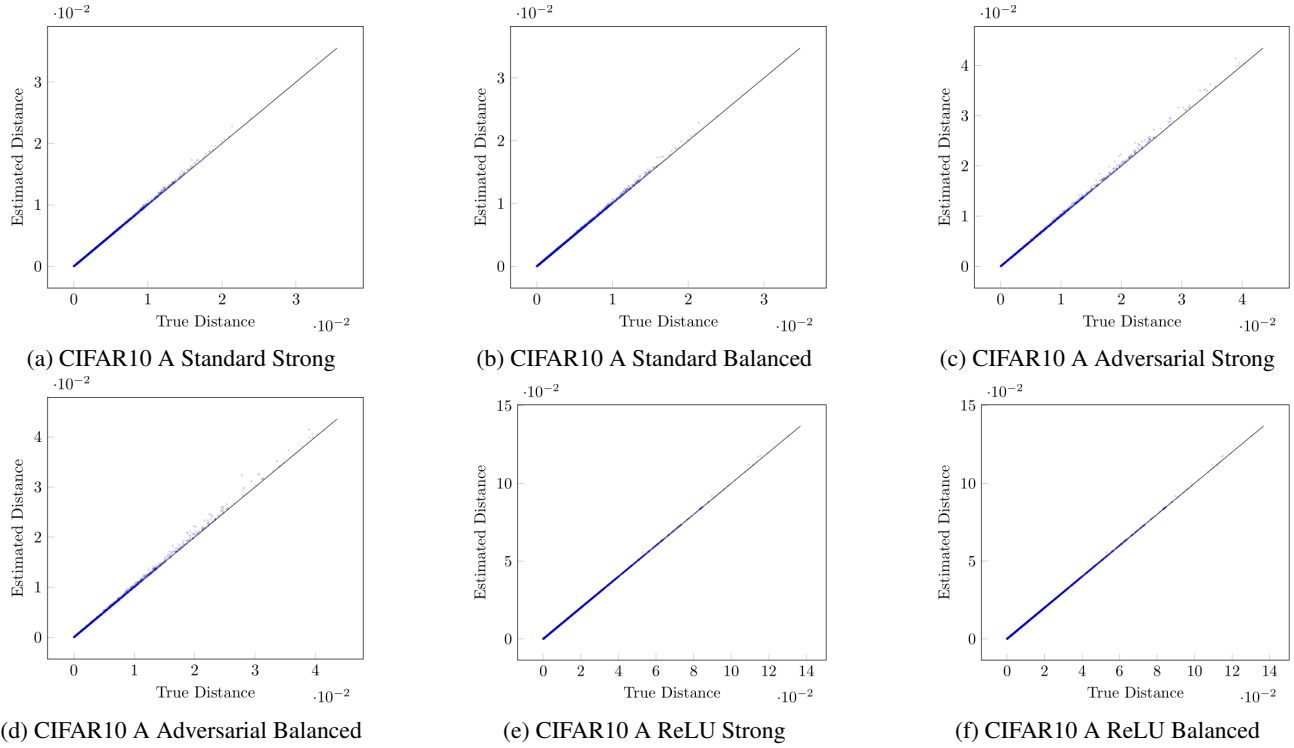 ·10⁻²
Estimated Distance
3
2
1
0
0 1 2 3
True Distance
·10⁻²
(a) CIFAR10 A Standard Strong
·10⁻²
Estimated Distance
3
2
1
0
0 1 2 3
True Distance
·10⁻²
(b) CIFAR10 A Standard Balanced
·10⁻²
Estimated Distance
4
3
2
1
0
0 1 2 3 4
True Distance
·10⁻²
(c) CIFAR10 A Adversarial Strong
·10⁻²
Estimated Distance
4
3
2
1
0
0 1 2 3 4
True Distance
·10⁻²
(d) CIFAR10 A Adversarial Balanced
·10⁻²
Estimated Distance
15
10
5
0
0 2 4 6 8 10 12 14
True Distance
·10⁻²
(e) CIFAR10 A ReLU Strong
·10⁻²
Estimated Distance
15
10
5
0
0 2 4 6 8 10 12 14
True Distance
·10⁻²
(f) CIFAR10 A ReLU Balanced